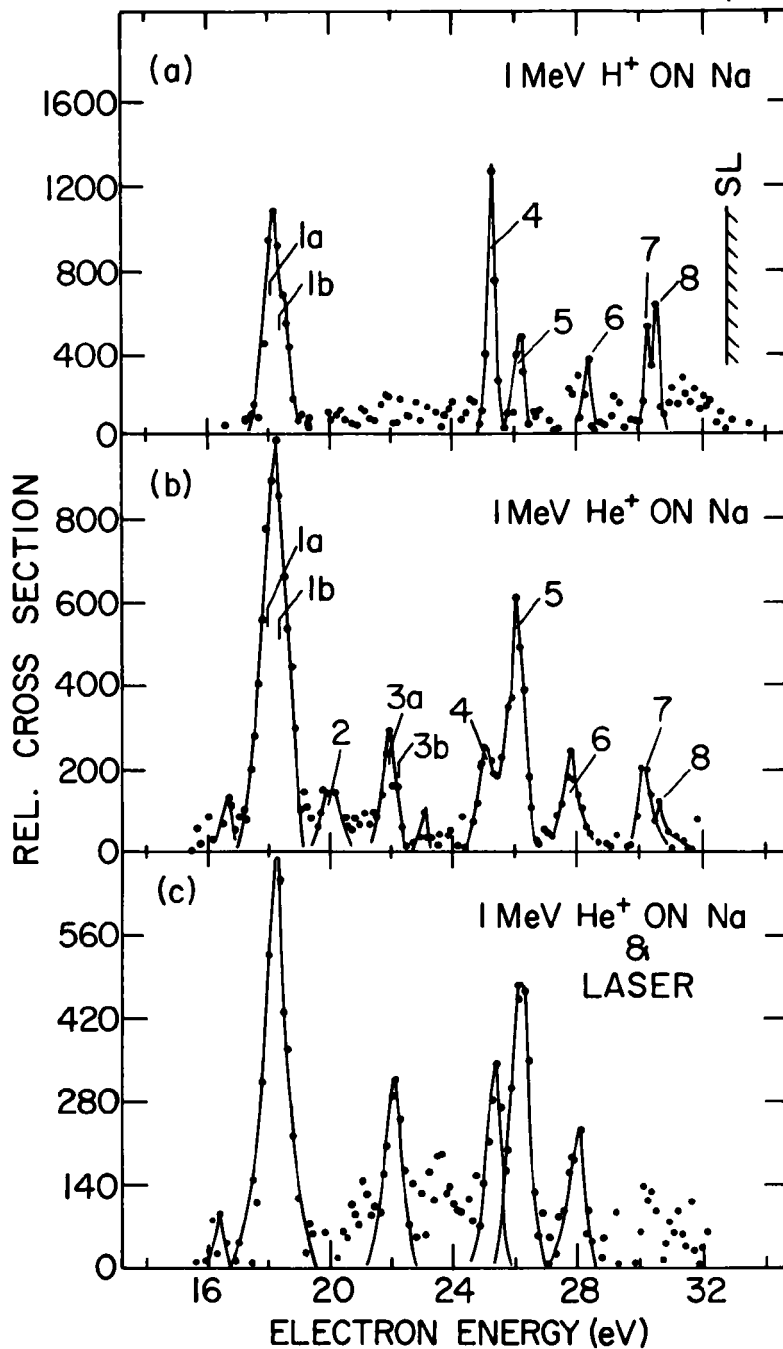 (a)
1 MeV H+ ON Na
1600
1200
800
400
0
1a
1b
4
5
6
7
8
SL
(b)
1 MeV He+ ON Na
800
600
400
200
0
1a
1b
2
3a
3b
4
5
6
7
8
(c)
1 MeV He+ ON Na
&
LASER
560
420
280
140
0
16
20
24
28
32
REL. CROSS SECTION
ELECTRON ENERGY (eV)